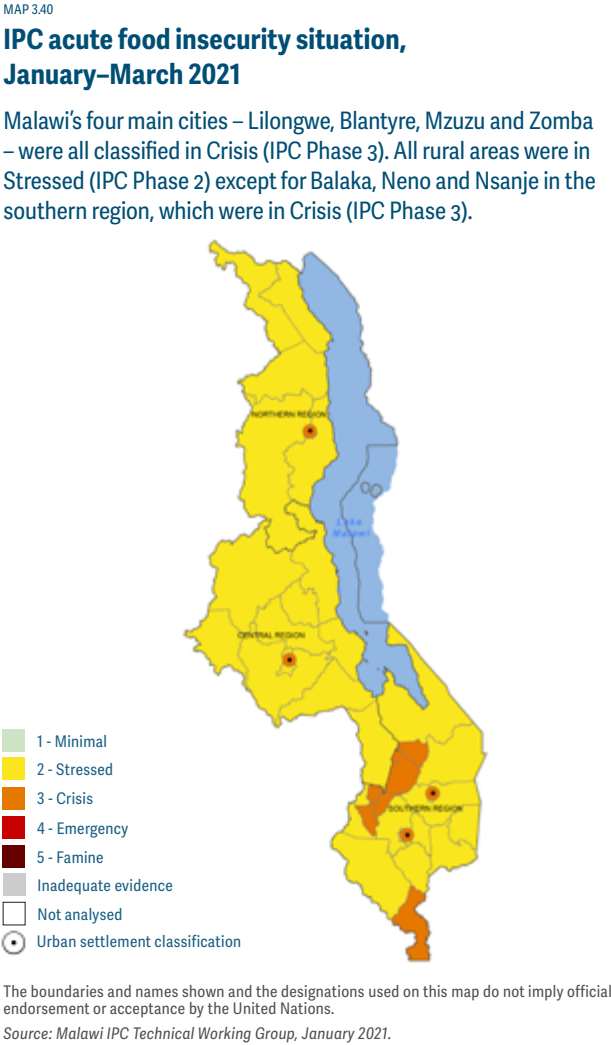 MAP 3.40
IPC acute food insecurity situation,
January–March 2021
Malawi’s four main cities – Lilongwe, Blantyre, Mzuzu and Zomba
– were all classified in Crisis (IPC Phase 3). All rural areas were in
Stressed (IPC Phase 2) except for Balaka, Neno and Nsanje in the
southern region, which were in Crisis (IPC Phase 3).
NORTHERN REGION
Lake
Malawi
CENTRAL REGION
SOUTHERN REGION
1 - Minimal
2 - Stressed
3 - Crisis
4 - Emergency
5 - Famine
Inadequate evidence
Not analysed
Urban settlement classification
The boundaries and names shown and the designations used on this map do not imply official
endorsement or acceptance by the United Nations.
Source: Malawi IPC Technical Working Group, January 2021.